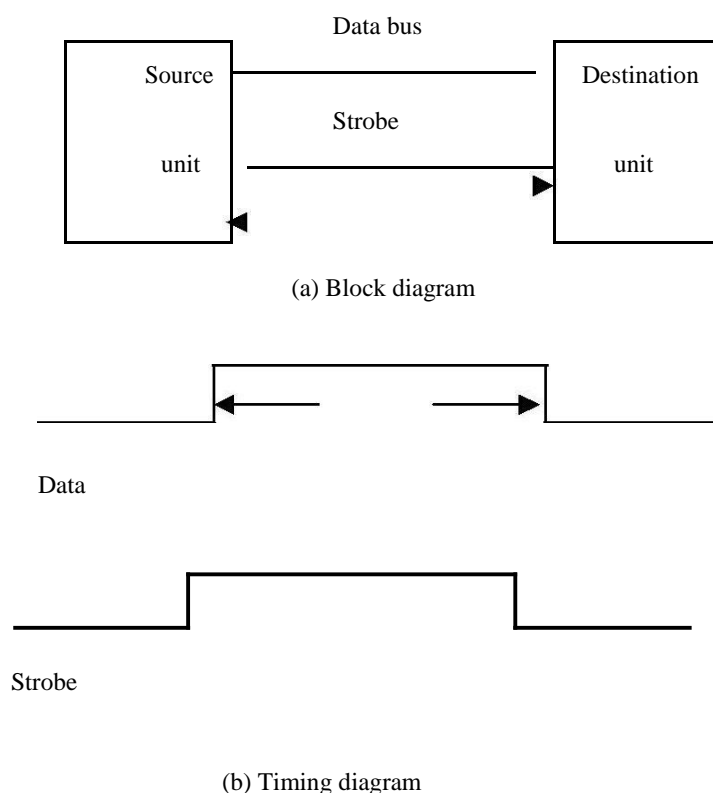 Data bus
Source
Destination
Strobe
unit
unit
(a) Block diagram
Data
Strobe
(b) Timing diagram